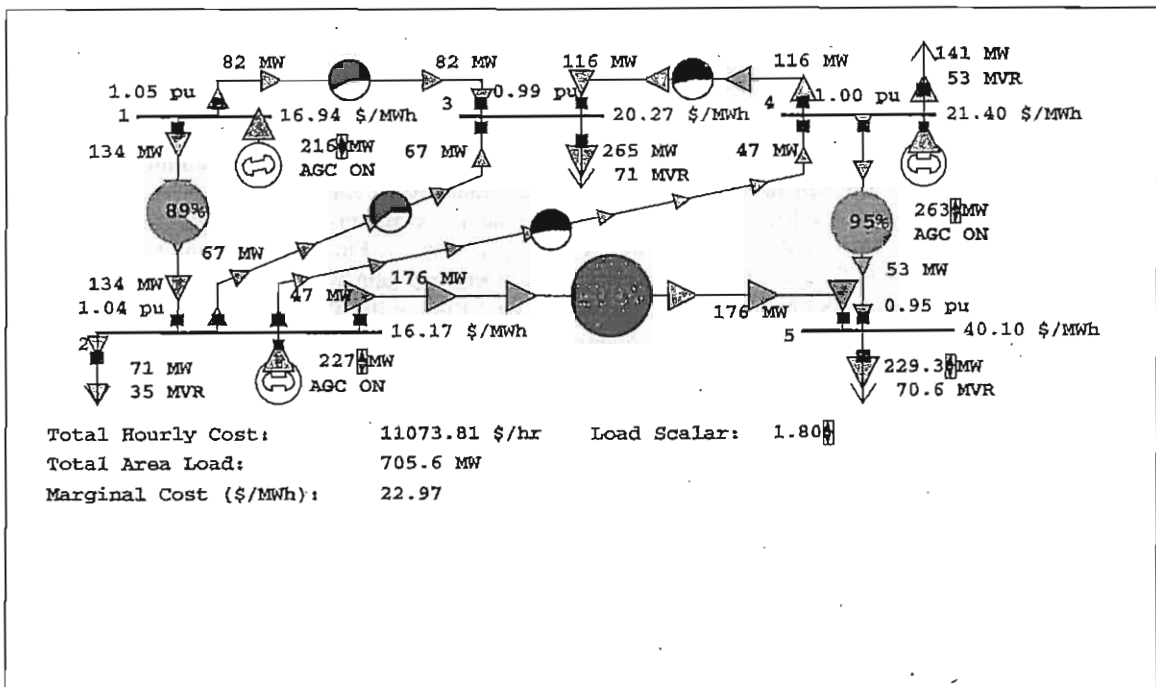 82 MW
82 MW
116 MW
116 MW
141 MW
53 MVR
1.05 pu
0.99 pu
1.00 pu
1
16.94 $/MWh
3
20.27 $/MWh
4
21.40 $/MWh
134 MW
216 MW
AGC ON
67 MW
265 MW
71 MVR
47 MW
89%
95%
263 MW
AGC ON
67 MW
53 MW
134 MW
47 MW
176 MW
176 MW
1.04 pu
0.95 pu
2
16.17 $/MWh
5
40.10 $/MWh
71 MW
35 MVR
227 MW
AGC ON
229.3 MW
70.6 MVR
Total Hourly Cost: 11073.81 $/hr Load Scalar: 1.80
Total Area Load: 705.6 MW
Marginal Cost ($/MWh): 22.97